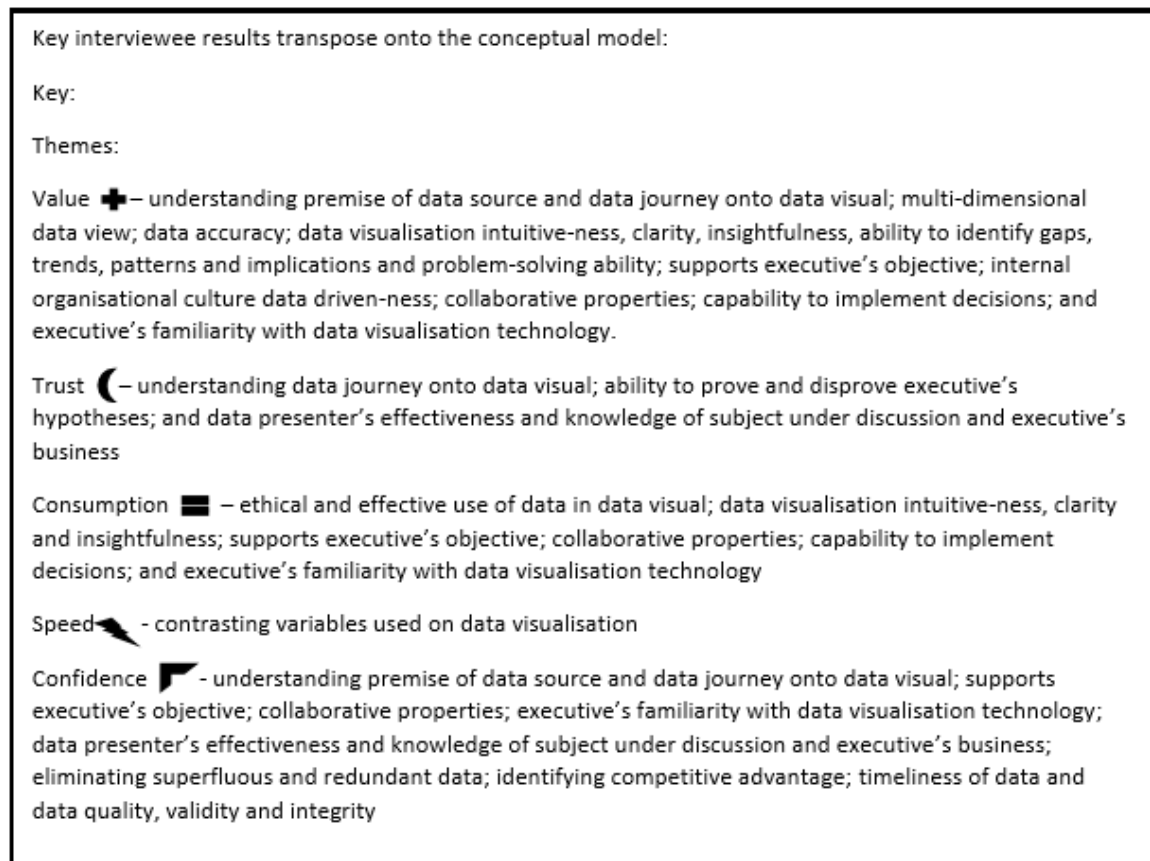 Key interviewee results transpose onto the conceptual model:
Key:
Themes:
Value – understanding premise of data source and data journey onto data visual; multi-dimensional
data view; data accuracy; data visualisation intuitive-ness, clarity, insightfulness, ability to identify gaps,
trends, patterns and implications and problem-solving ability; supports executive’s objective; internal
organisational culture data driven-ness; collaborative properties; capability to implement decisions; and
executive’s familiarity with data visualisation technology.
Trust – understanding data journey onto data visual; ability to prove and disprove executive’s
hypotheses; and data presenter’s effectiveness and knowledge of subject under discussion and executive’s
business
Consumption – ethical and effective use of data in data visual; data visualisation intuitive-ness, clarity
and insightfulness; supports executive’s objective; collaborative properties; capability to implement
decisions; and executive’s familiarity with data visualisation technology
Speed - contrasting variables used on data visualisation
Confidence - understanding premise of data source and data journey onto data visual; supports
executive’s objective; collaborative properties; executive’s familiarity with data visualisation technology;
data presenter’s effectiveness and knowledge of subject under discussion and executive’s business;
eliminating superfluous and redundant data; identifying competitive advantage; timeliness of data and
data quality, validity and integrity